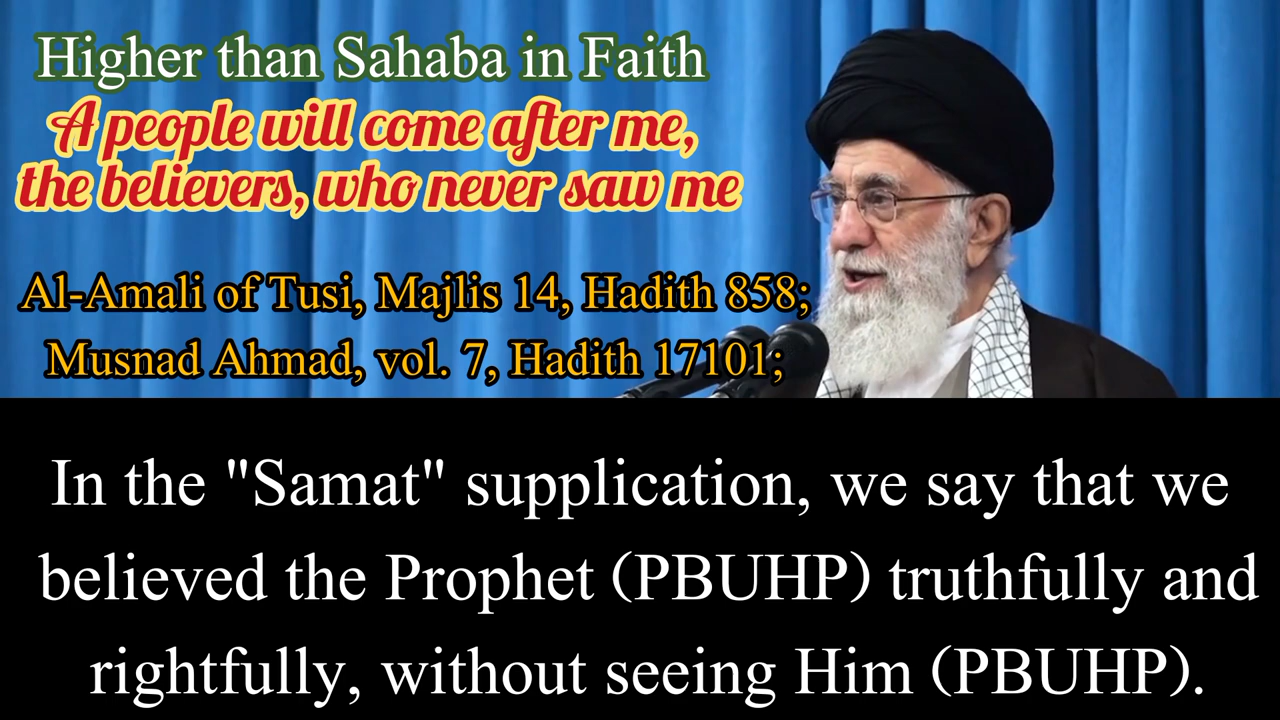 Higher than Sahaba in Faith
A people will come after me,
the believers, who never saw me
Al-Amali of Tusi, Majlis 14, Hadith 858;
Musnad Ahmad, vol. 7, Hadith 17101;
In the "Samat" supplication, we say that we
believed the Prophet (PBUHP) truthfully and
rightfully, without seeing Him (PBUHP).